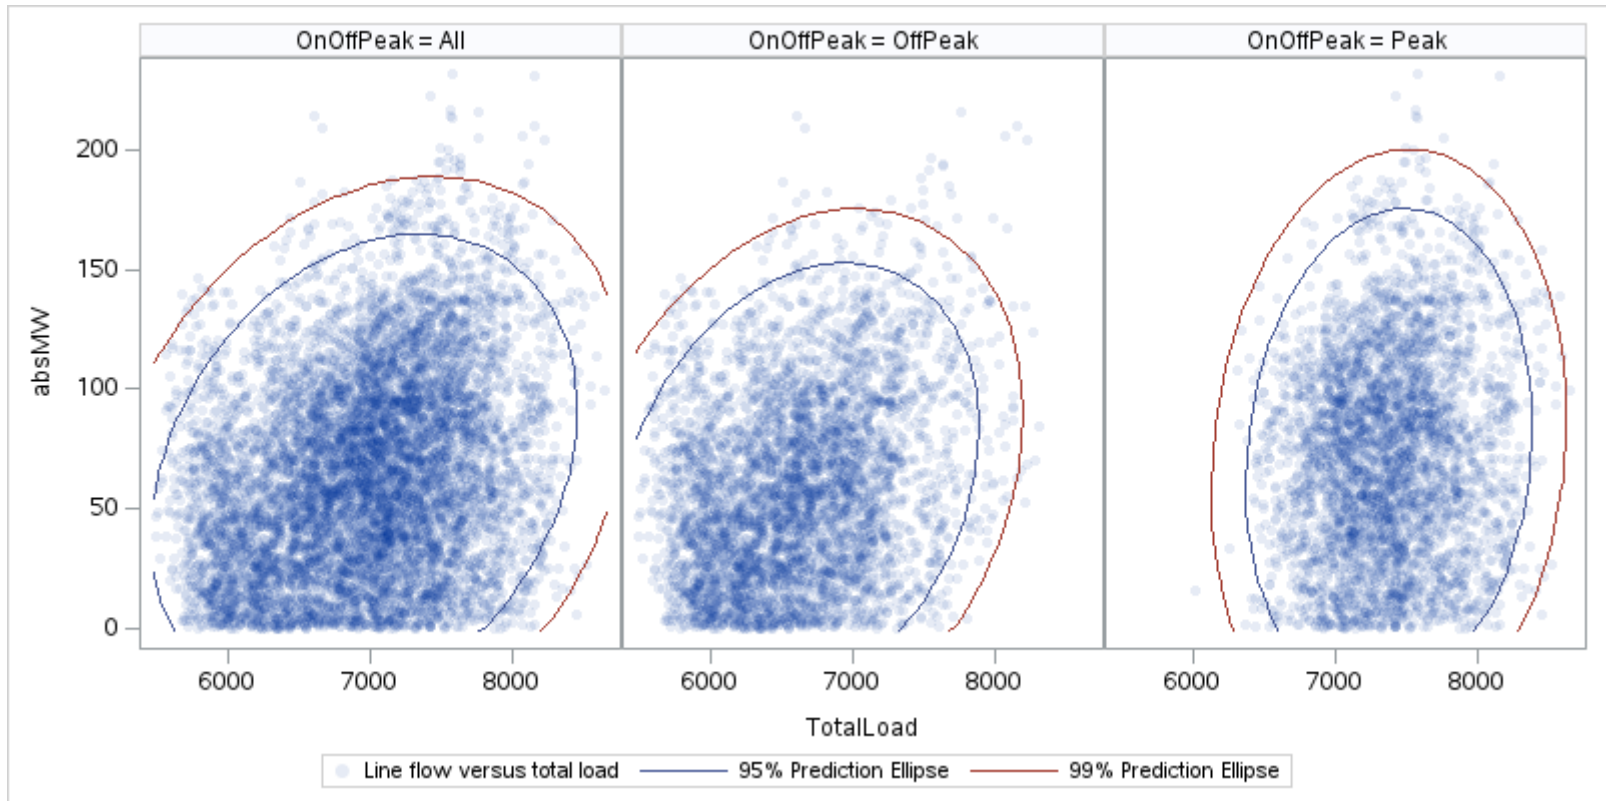 OnOffPeak = All
OnOffPeak = OffPeak
OnOffPeak = Peak
absMW
200
150
100
50
0
6000 7000 8000
6000 7000 8000
6000 7000 8000
TotalLoad
Line flow versus total load
95% Prediction Ellipse
99% Prediction Ellipse